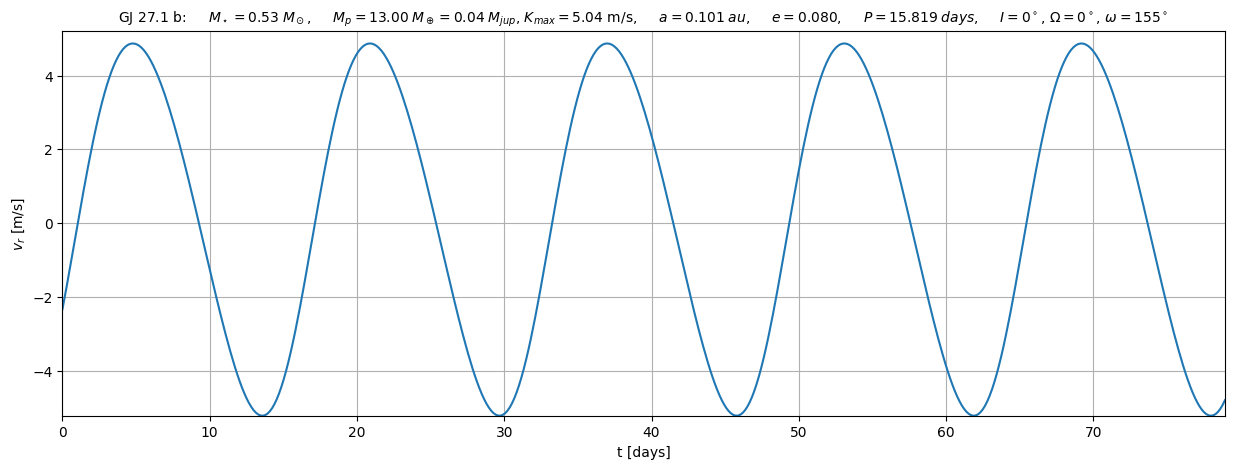 GJ 27.1 b: M⋆ = 0.53 M⊙, Mp = 13.00 M⊕ = 0.04 Mjup, Kmax = 5.04 m/s, a = 0.101 au, e = 0.080, P = 15.819 days, I = 0°, Ω = 0°, ω = 155°
4
2
0
−2
−4
vr [m/s]
0 10 20 30 40 50 60 70
t [days]